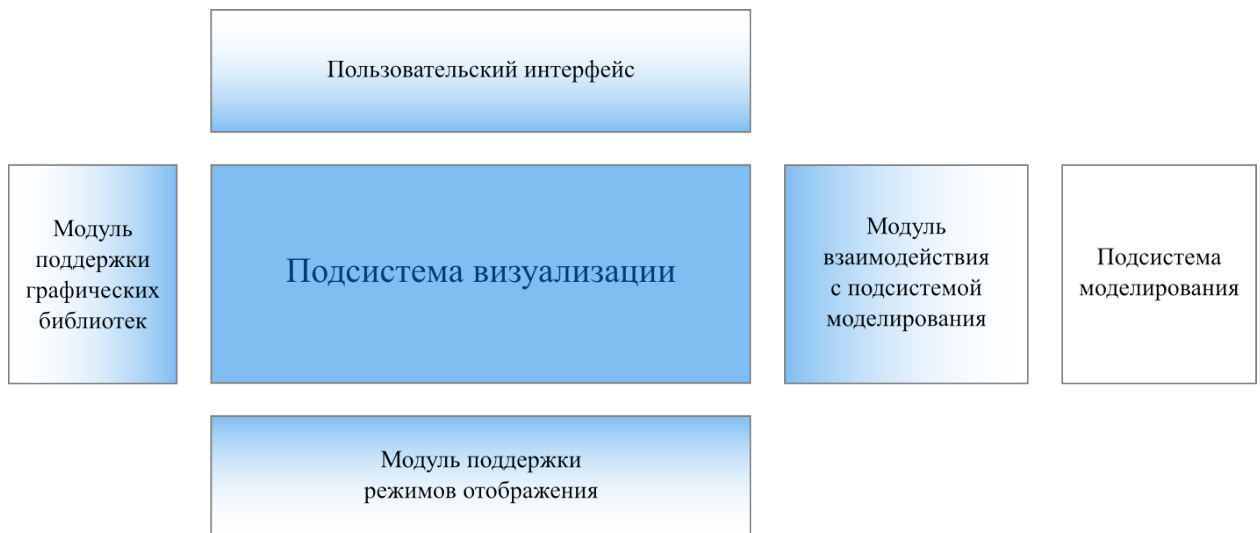 Пользовательский интерфейс
Модуль
поддержки
графических
библиотек
Подсистема визуализации
Модуль
взаимодействия
с подсистемой
моделирования
Подсистема
моделирования
Модуль поддержки
режимов отображения